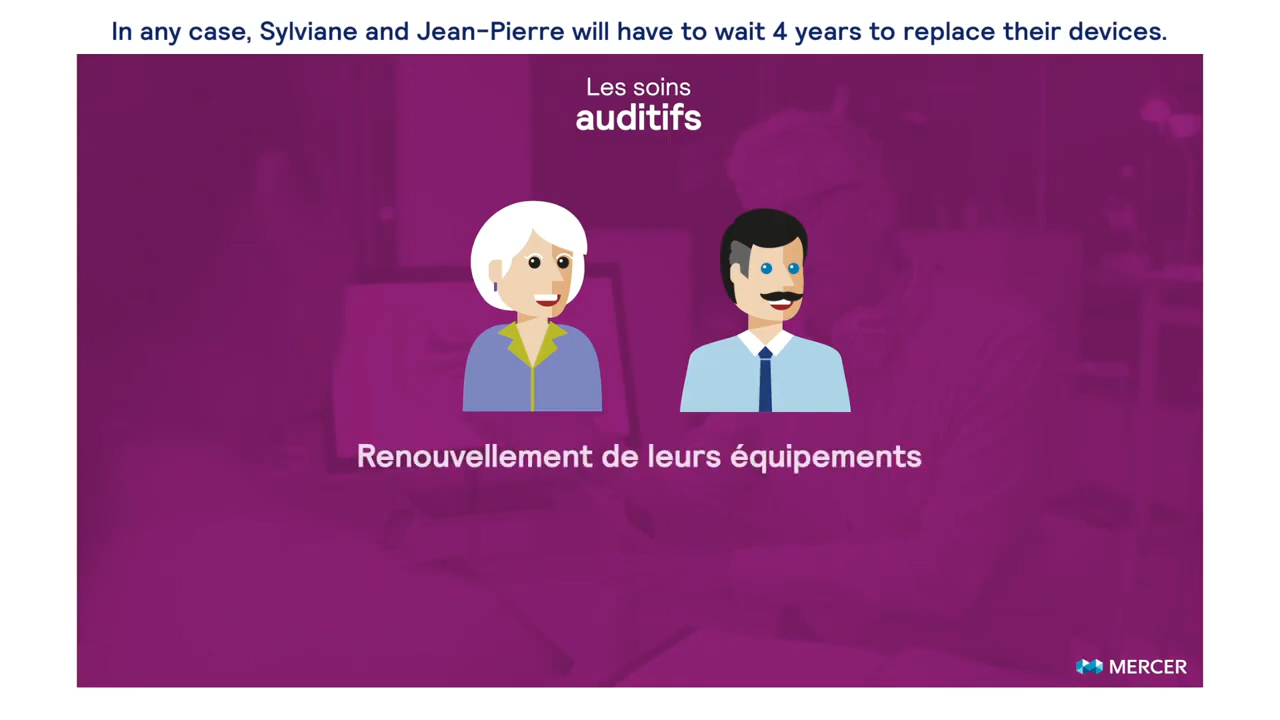 In any case, Sylviane and Jean-Pierre will have to wait 4 years to replace their devices.
Les soins
auditifs
Renouvellement de leurs équipements
MERCER